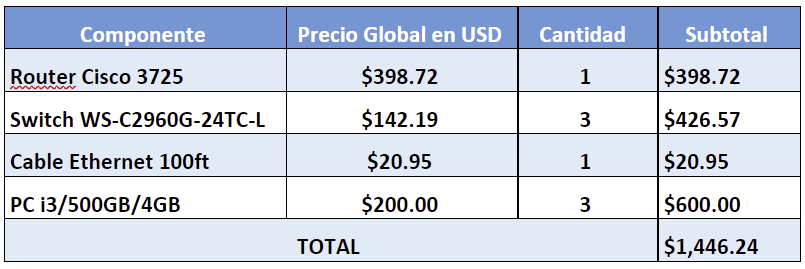 Componente Precio Global en USD Cantidad Subtotal
Router Cisco 3725 $398.72 1 $398.72
Switch WS-C2960G-24TC-L $142.19 3 $426.57
Cable Ethernet 100ft $20.95 1 $20.95
PC i3/500GB/4GB $200.00 3 $600.00
TOTAL $1,446.24